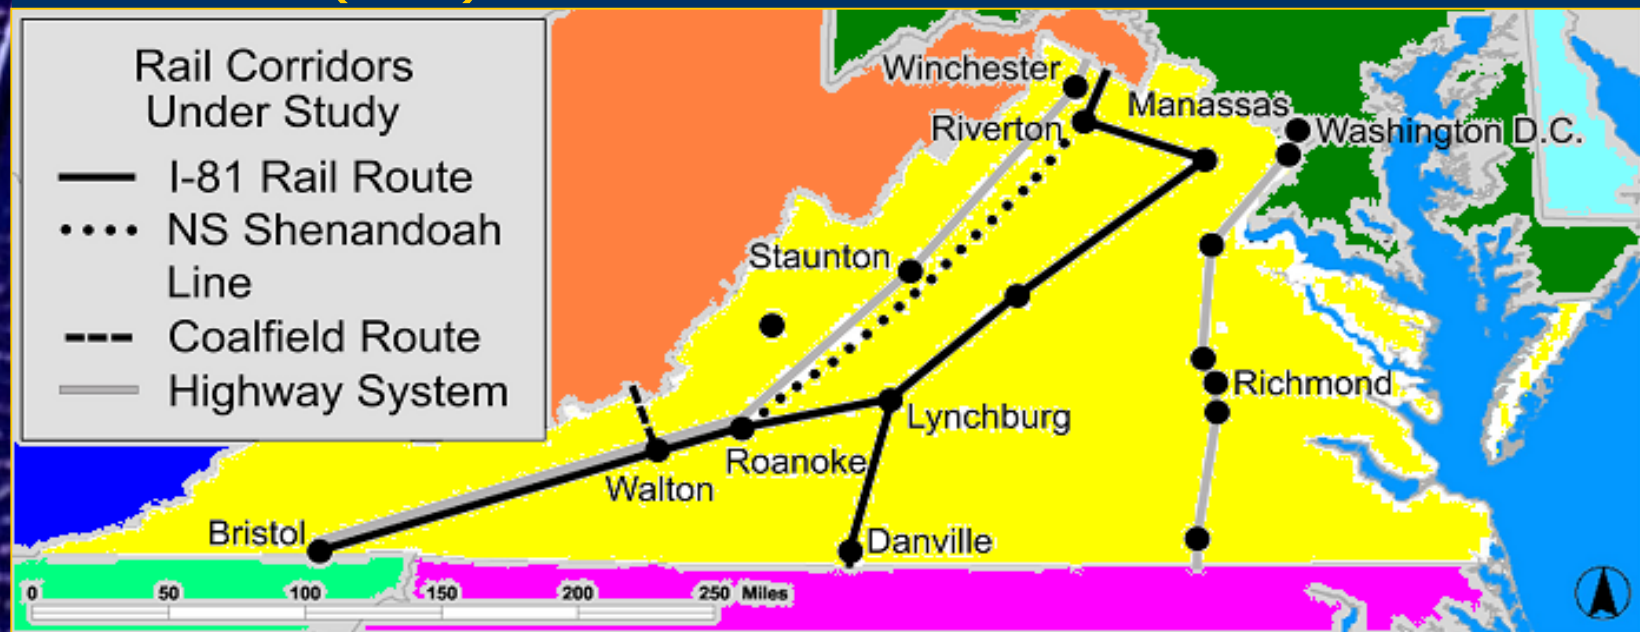 Rail Corridors
Under Study
I-81 Rail Route
NS Shenandoah
Line
Coalfield Route
Highway System
Winchester
Manassas
Riverton
Washington D.C.
Staunton
Richmond
Lynchburg
Roanoke
Walton
Bristol
Danville
0 50 100 150 200 250 Miles